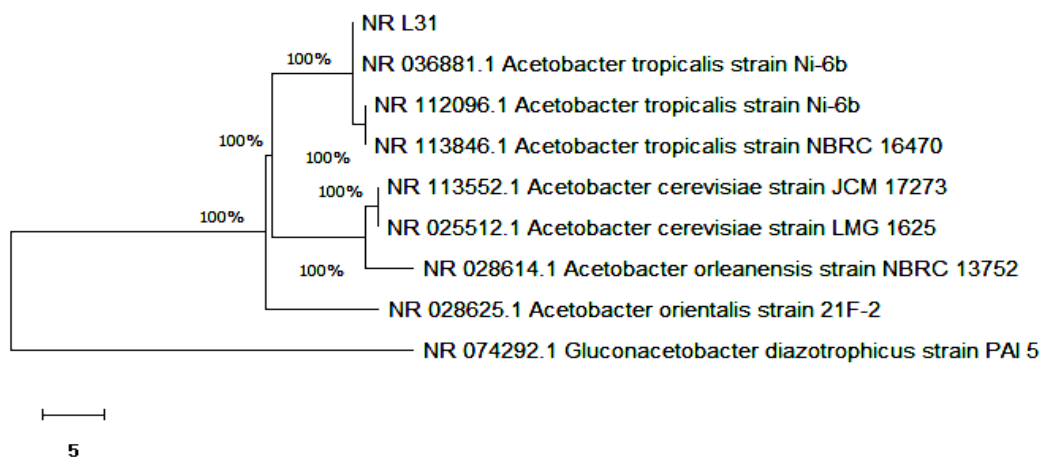 NR L31
100%
NR 036881.1 Acetobacter tropicalis strain Ni-6b
NR 112096.1 Acetobacter tropicalis strain Ni-6b
100%
NR 113846.1 Acetobacter tropicalis strain NBRC 16470
100%
NR 113552.1 Acetobacter cerevisiae strain JCM 17273
100%
100%
NR 025512.1 Acetobacter cerevisiae strain LMG 1625
100%
NR 028614.1 Acetobacter orleanensis strain NBRC 13752
NR 028625.1 Acetobacter orientalis strain 21F-2
NR 074292.1 Gluconacetobacter diazotrophicus strain PAl 5
5